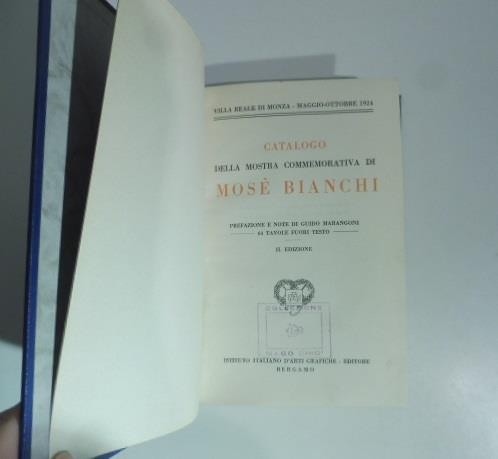 VILLA REALE DI MONZA - MAGGIO-OTTOBRE 1924
CATALOGO
DELLA MOSTRA COMMEMORATIVA DI
MOSÈ BIANCHI
PREFAZIONE E NOTE DI GUIDO MARANGONI
64 TAVOLE FUORI TESTO
II. EDIZIONE
ISTITUTO ITALIANO D'ARTI GRAFICHE - EDITORE
BERGAMO